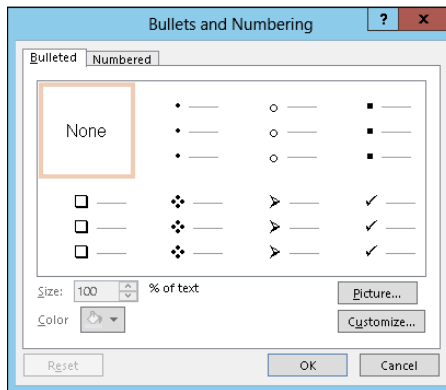 Bullets and Numbering
? x
Bulleted Numbered
None
Size: 100 % of text
Picture...
Color
Customize...
Reset OK Cancel